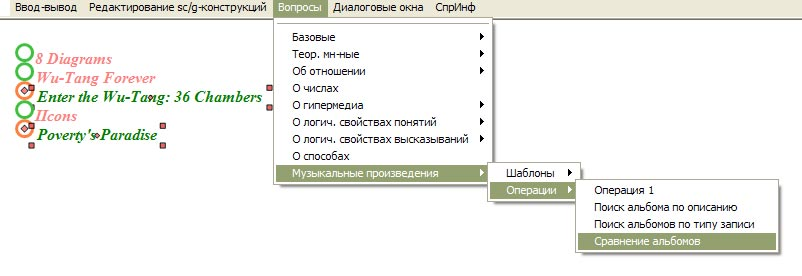 Ввод-вывод Редактирование sc/g-конструкций Вопросы Диалоговые окна СпрИнф
8 Diagrams
Wu-Tang Forever
Enter the Wu-Tang: 36 Chambers
IIcons
Poverty's Paradise
Базовые
Теор. мн-ные
Об отношении
О числах
О гипермедиа
О логич. свойствах понятий
О логич. свойствах высказываний
О способах
Музыкальные произведения
Шаблоны
Операции
Операция 1
Поиск альбома по описанию
Поиск альбомов по типу записи
Сравнение альбомов